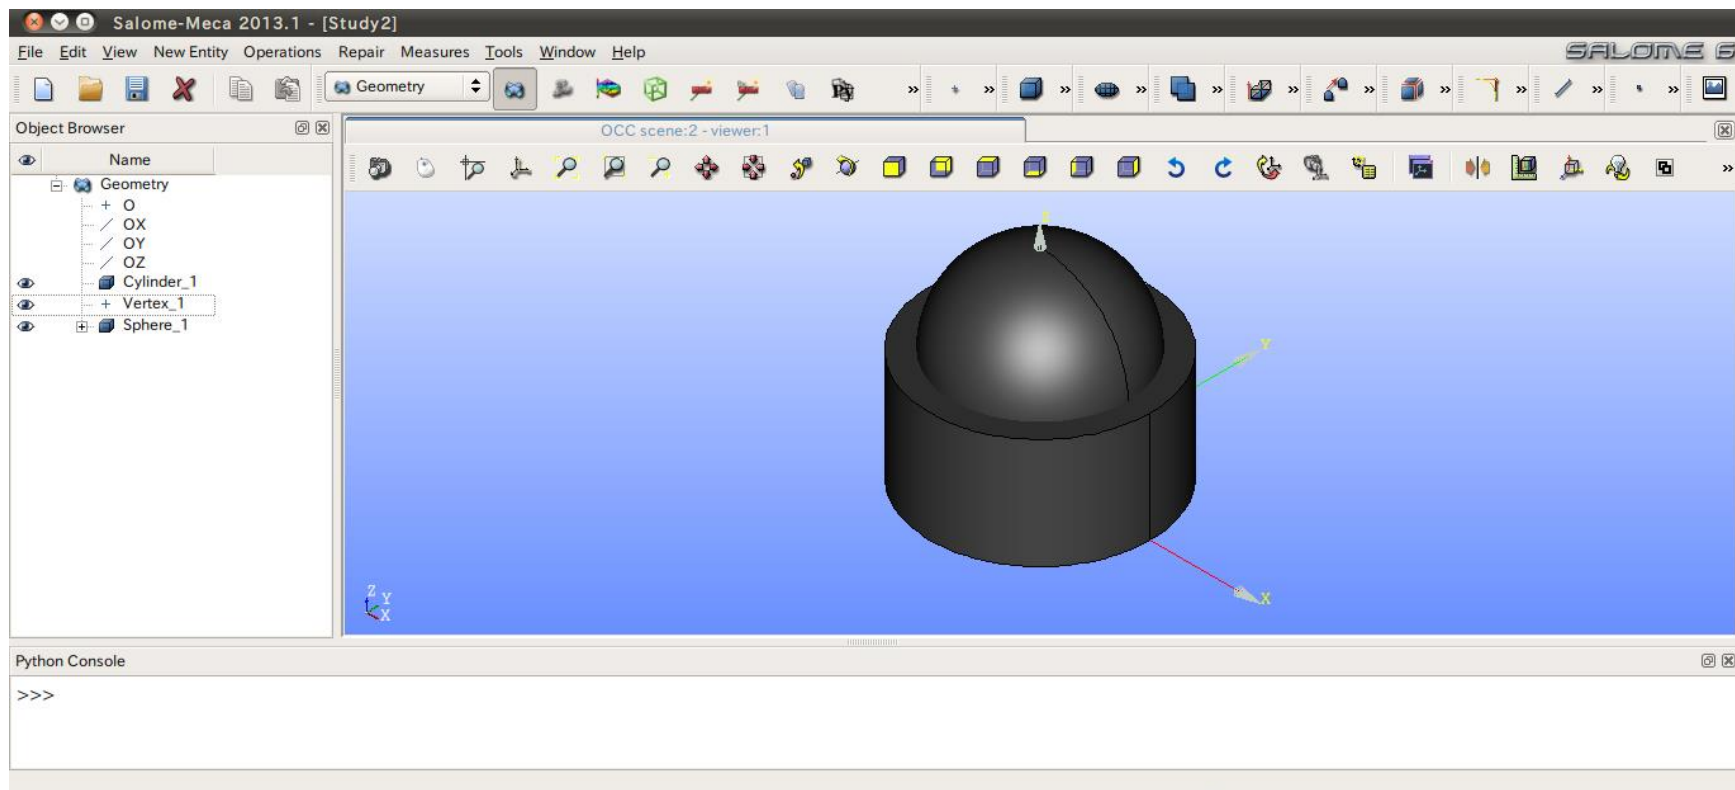 Salome-Meca 2013.1 - [Study2]
File Edit View New Entity Operations Repair Measures Tools Window Help
SALOME 6
Geometry
Object Browser
OCC scene:2 - viewer:1
Name
Geometry
O
OX
OY
OZ
Cylinder_1
Vertex_1
Sphere_1
Z
Y
X
Z
Y
X
Python Console
>>>